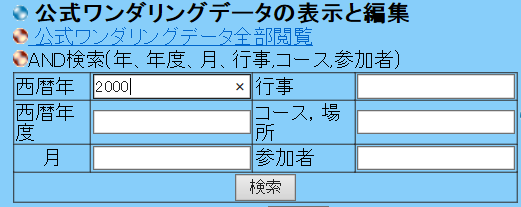 公式ワンダリングデータの表示と編集
公式ワンダリングデータ全部閲覧
AND検索(年、年度、月、行事,コース,参加者)
西暦年 2000 × 行事
西暦年度 コース, 場所
月 参加者
検索